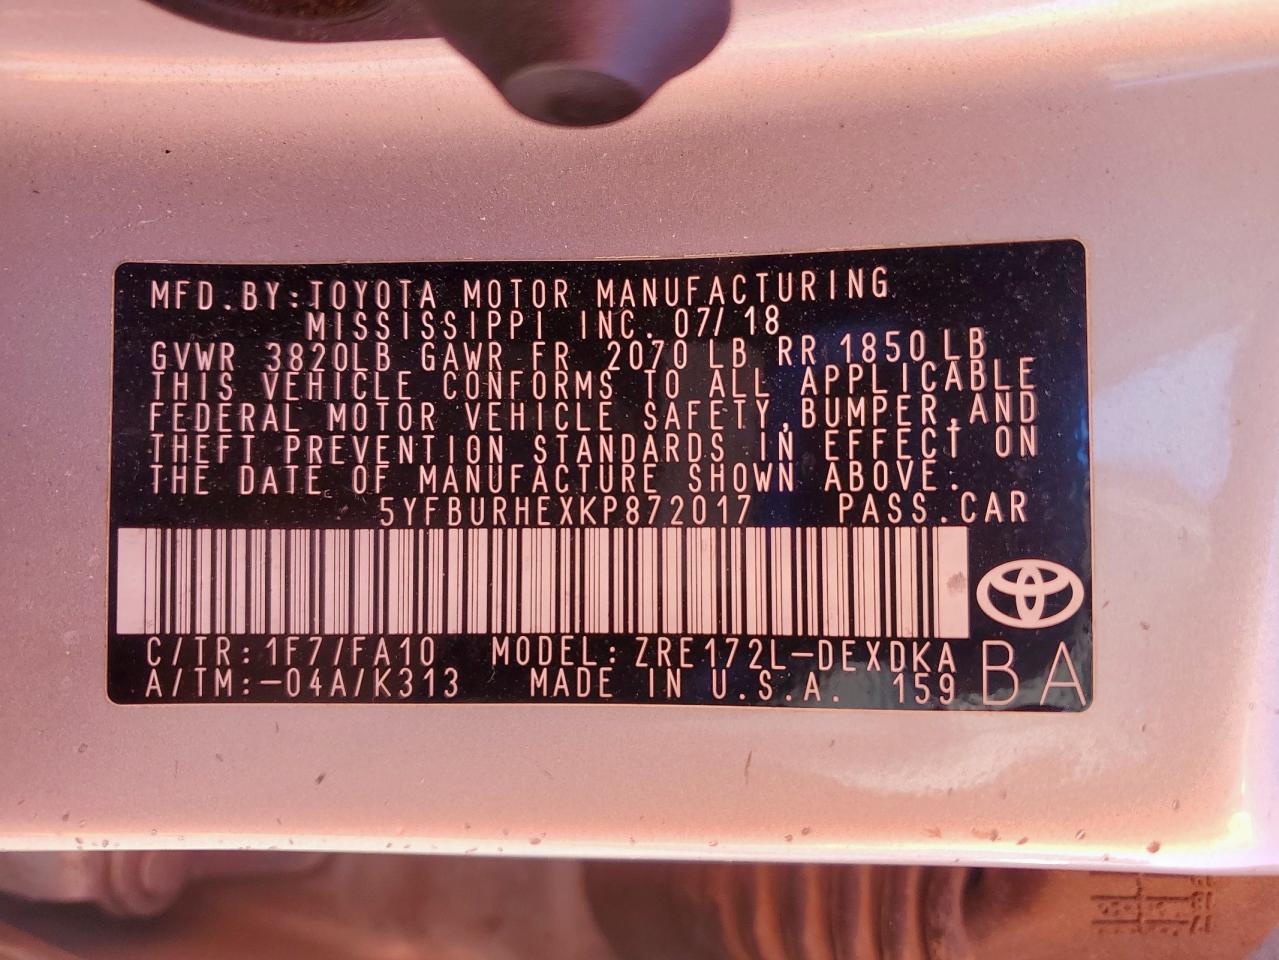 MFD.BY:TOYOTA MOTOR MANUFACTURING
MISSISSIPPI INC. 07/18
GVWR 3820LB GAWR FR 2070 LB RR 1850 LB
THIS VEHICLE CONFORMS TO ALL APPLICABLE
FEDERAL MOTOR VEHICLE SAFETY,BUMPER,AND
THEFT PREVENTION STANDARDS IN EFFECT ON
THE DATE OF MANUFACTURE SHOWN ABOVE.
5YFBURHEXKP872017 PASS.CAR
C/TR:1F7/FA10 MODEL:ZRE172L-DEXDKA
A/TM:-04A/K313 MADE IN U.S.A. 159 BA